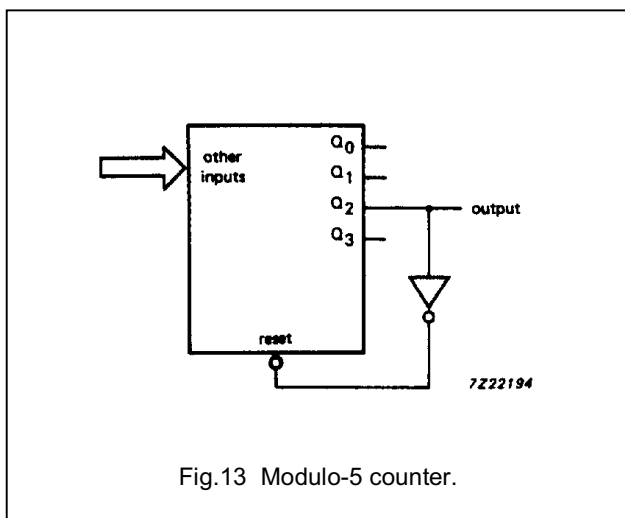 other
inputs
Q0
Q1
Q2
Q3
output
reset
7Z22194
Fig.13 Modulo-5 counter.